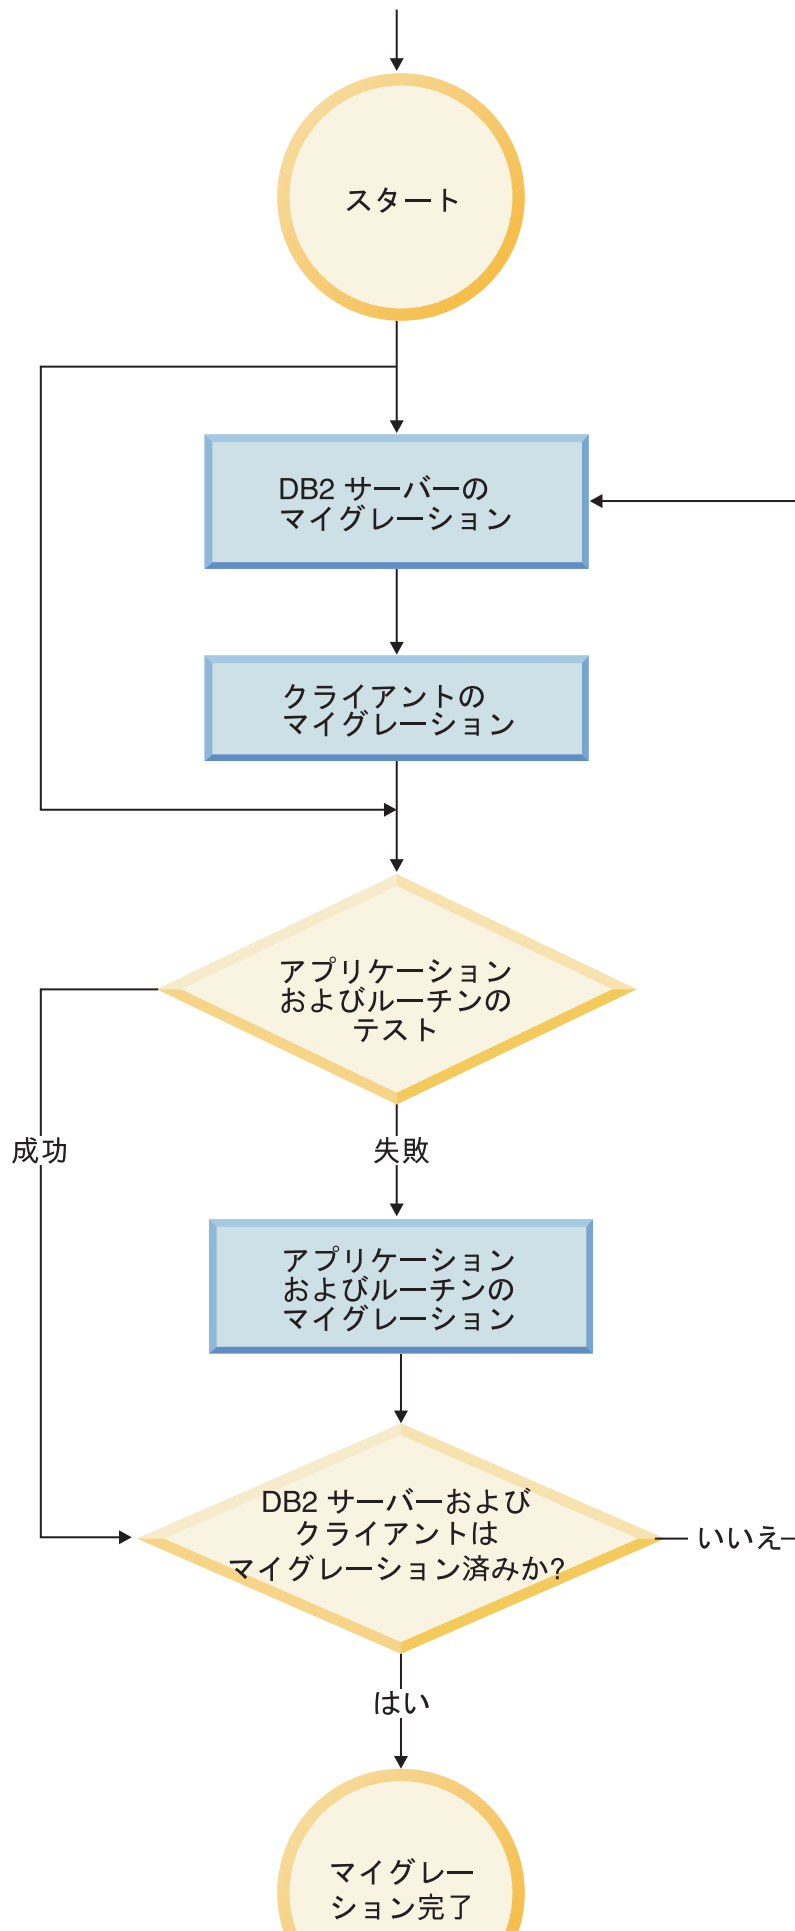 スタート
DB2 サーバーの
マイグレーション
クライアントの
マイグレーション
アプリケーション
およびルーチンの
テスト
成功
失敗
アプリケーション
およびルーチンの
マイグレーション
DB2 サーバーおよび
クライアントは
マイグレーション済みか?
いいえ
はい
マイグレー
ション完了